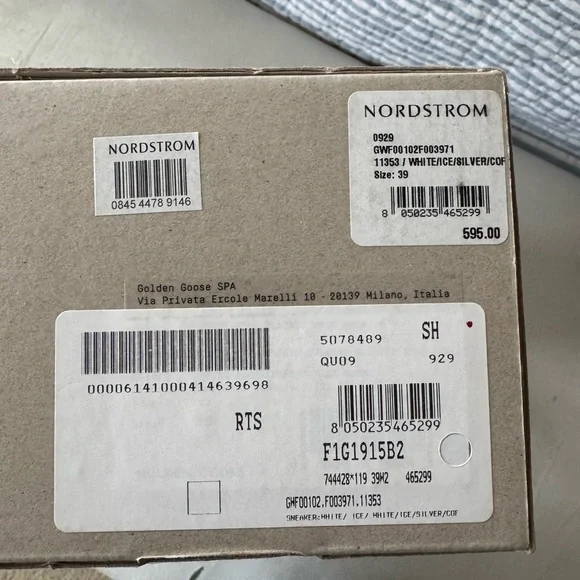 NORDSTROM
0845 4478 9146
NORDSTROM
0929
GWF00102F003971
11353 / WHITE/ICE/SILVER/COF
Size: 39
8 050235 465299
595.00
Golden Goose SPA
Via Privata Ercole Marelli 10 - 20139 Milano, Italia
00006141000414639698
RTS
5078489 SH
QU09 929
8 050235 465299
F1G1915B2
744428*119 39M2 465299
GWF00102.F003971.11353
SNEAKER:WHITE/ ICE/ WHITE/ICE/SILVER/COF